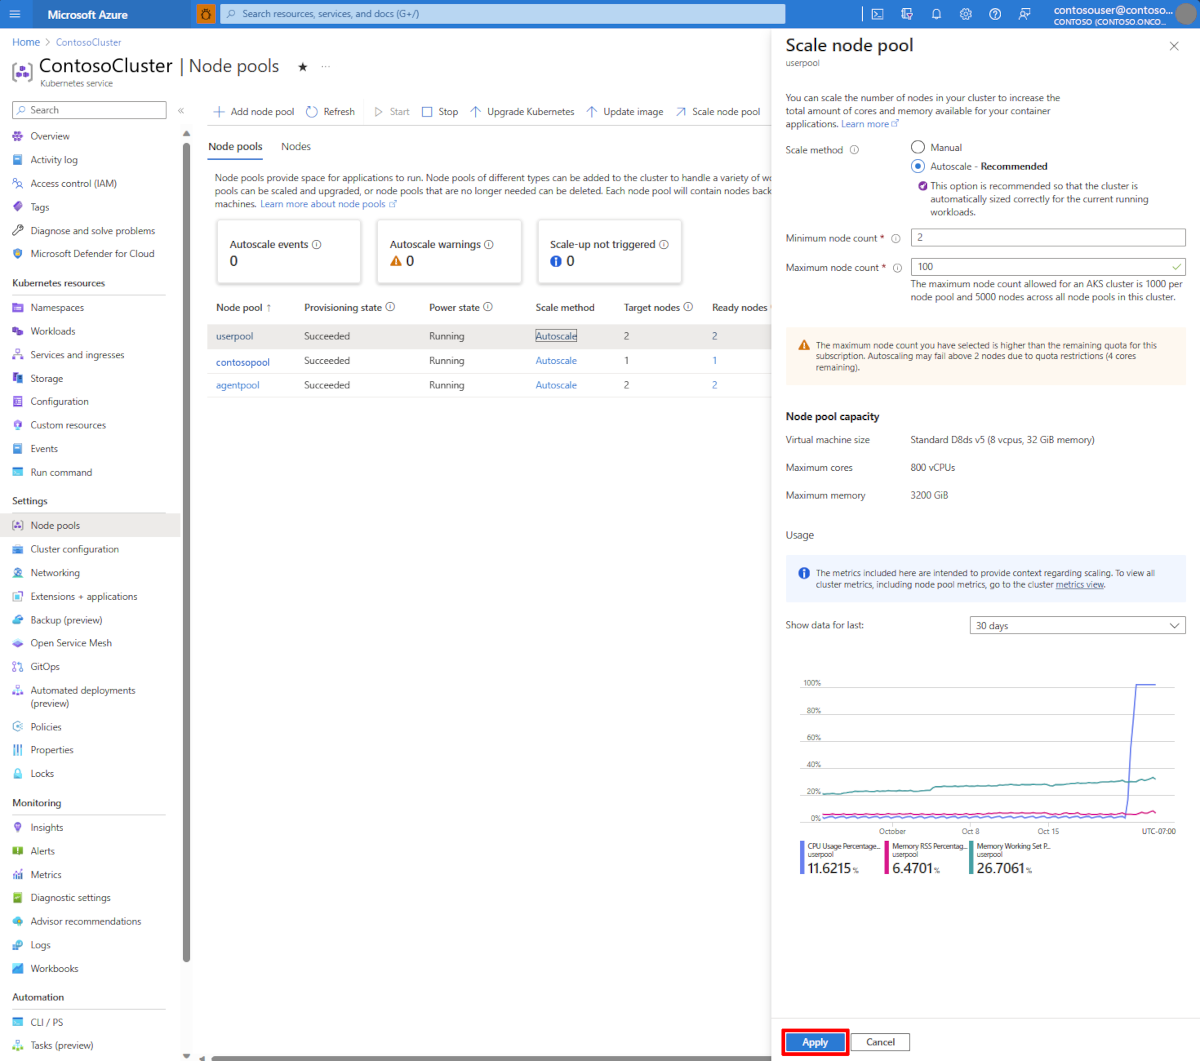 Microsoft Azure
Search resources, services, and docs (G+/)
contosouser@contoso...
CONTOSO (CONTOSO.ONCO...
Home > ContosoCluster
ContosoCluster | Node pools
Kubernetes service
Search
Overview
Activity log
Access control (IAM)
Tags
Diagnose and solve problems
Microsoft Defender for Cloud
Kubernetes resources
Namespaces
Workloads
Services and ingresses
Storage
Configuration
Custom resources
Events
Run command
Settings
Node pools
Cluster configuration
Networking
Extensions + applications
Backup (preview)
Open Service Mesh
GitOps
Automated deployments
(preview)
Policies
Properties
Locks
Monitoring
Insights
Alerts
Metrics
Diagnostic settings
Advisor recommendations
Logs
Workbooks
Automation
CLI / PS
Tasks (preview)
Add node pool Refresh Start Stop Upgrade Kubernetes Update image Scale node pool
Node pools Nodes
Node pools provide space for applications to run. Node pools of different types can be added to the cluster to handle a variety of wo
pools can be scaled and upgraded, or node pools that are no longer needed can be deleted. Each node pool will contain nodes back
machines. Learn more about node pools
Autoscale events
0
Autoscale warnings
0
Scale-up not triggered
0
Node pool ↑ Provisioning state Power state Scale method Target nodes Ready nodes
userpool Succeeded Running Autoscale 2 2
contosopool Succeeded Running Autoscale 1 1
agentpool Succeeded Running Autoscale 2 2
Scale node pool
userpool
You can scale the number of nodes in your cluster to increase the
total amount of cores and memory available for your container
applications. Learn more
Scale method
Manual
Autoscale - Recommended
This option is recommended so that the cluster is
automatically sized correctly for the current running
workloads.
Minimum node count * 2
Maximum node count * 100
The maximum node count allowed for an AKS cluster is 1000 per
node pool and 5000 nodes across all node pools in this cluster.
The maximum node count you have selected is higher than the remaining quota for this
subscription. Autoscaling may fail above 2 nodes due to quota restrictions (4 cores
remaining).
Node pool capacity
Virtual machine size Standard D8ds v5 (8 vcpus, 32 GiB memory)
Maximum cores 800 vCPUs
Maximum memory 3200 GiB
Usage
The metrics included here are intended to provide context regarding scaling. To view all
cluster metrics, including node pool metrics, go to the cluster metrics view.
Show data for last: 30 days
100%
80%
60%
40%
20%
0%
October Oct 8 Oct 15 UTC-07:00
CPU Usage Percentage...
userpool
11.6215%
Memory RSS Percentag...
userpool
6.4701%
Memory Working Set P...
userpool
26.7061%
Apply Cancel